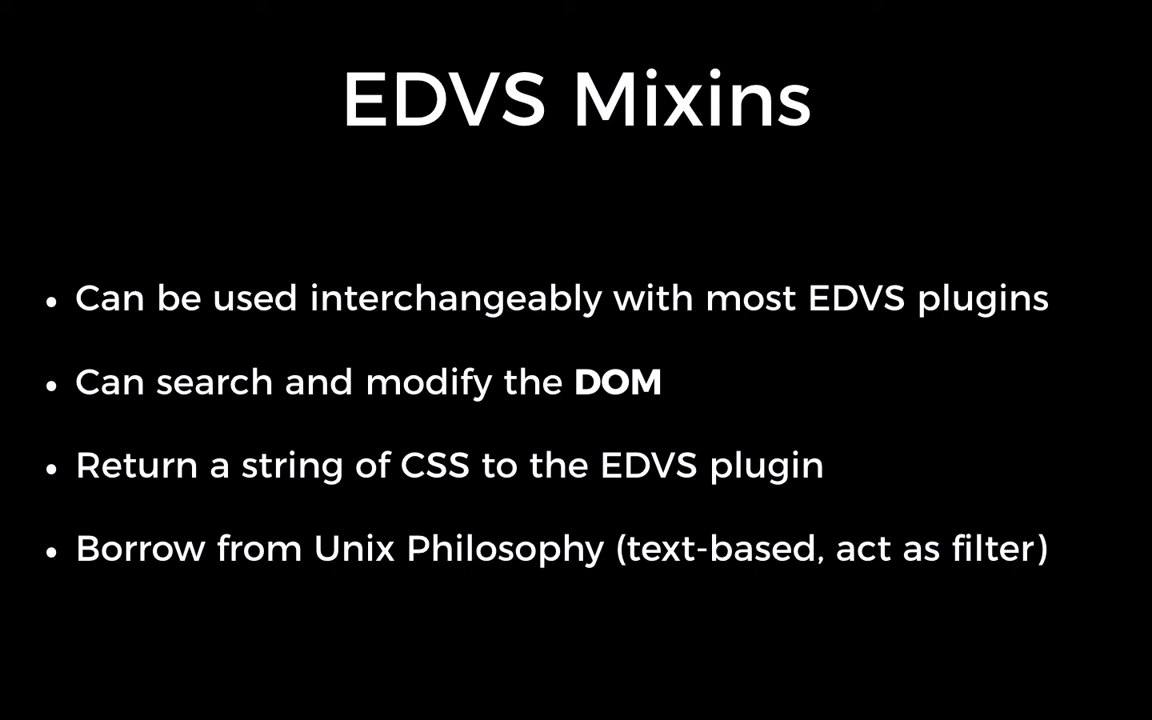 EDVS Mixins
• Can be used interchangeably with most EDVS plugins
• Can search and modify the DOM
• Return a string of CSS to the EDVS plugin
• Borrow from Unix Philosophy (text-based, act as filter)